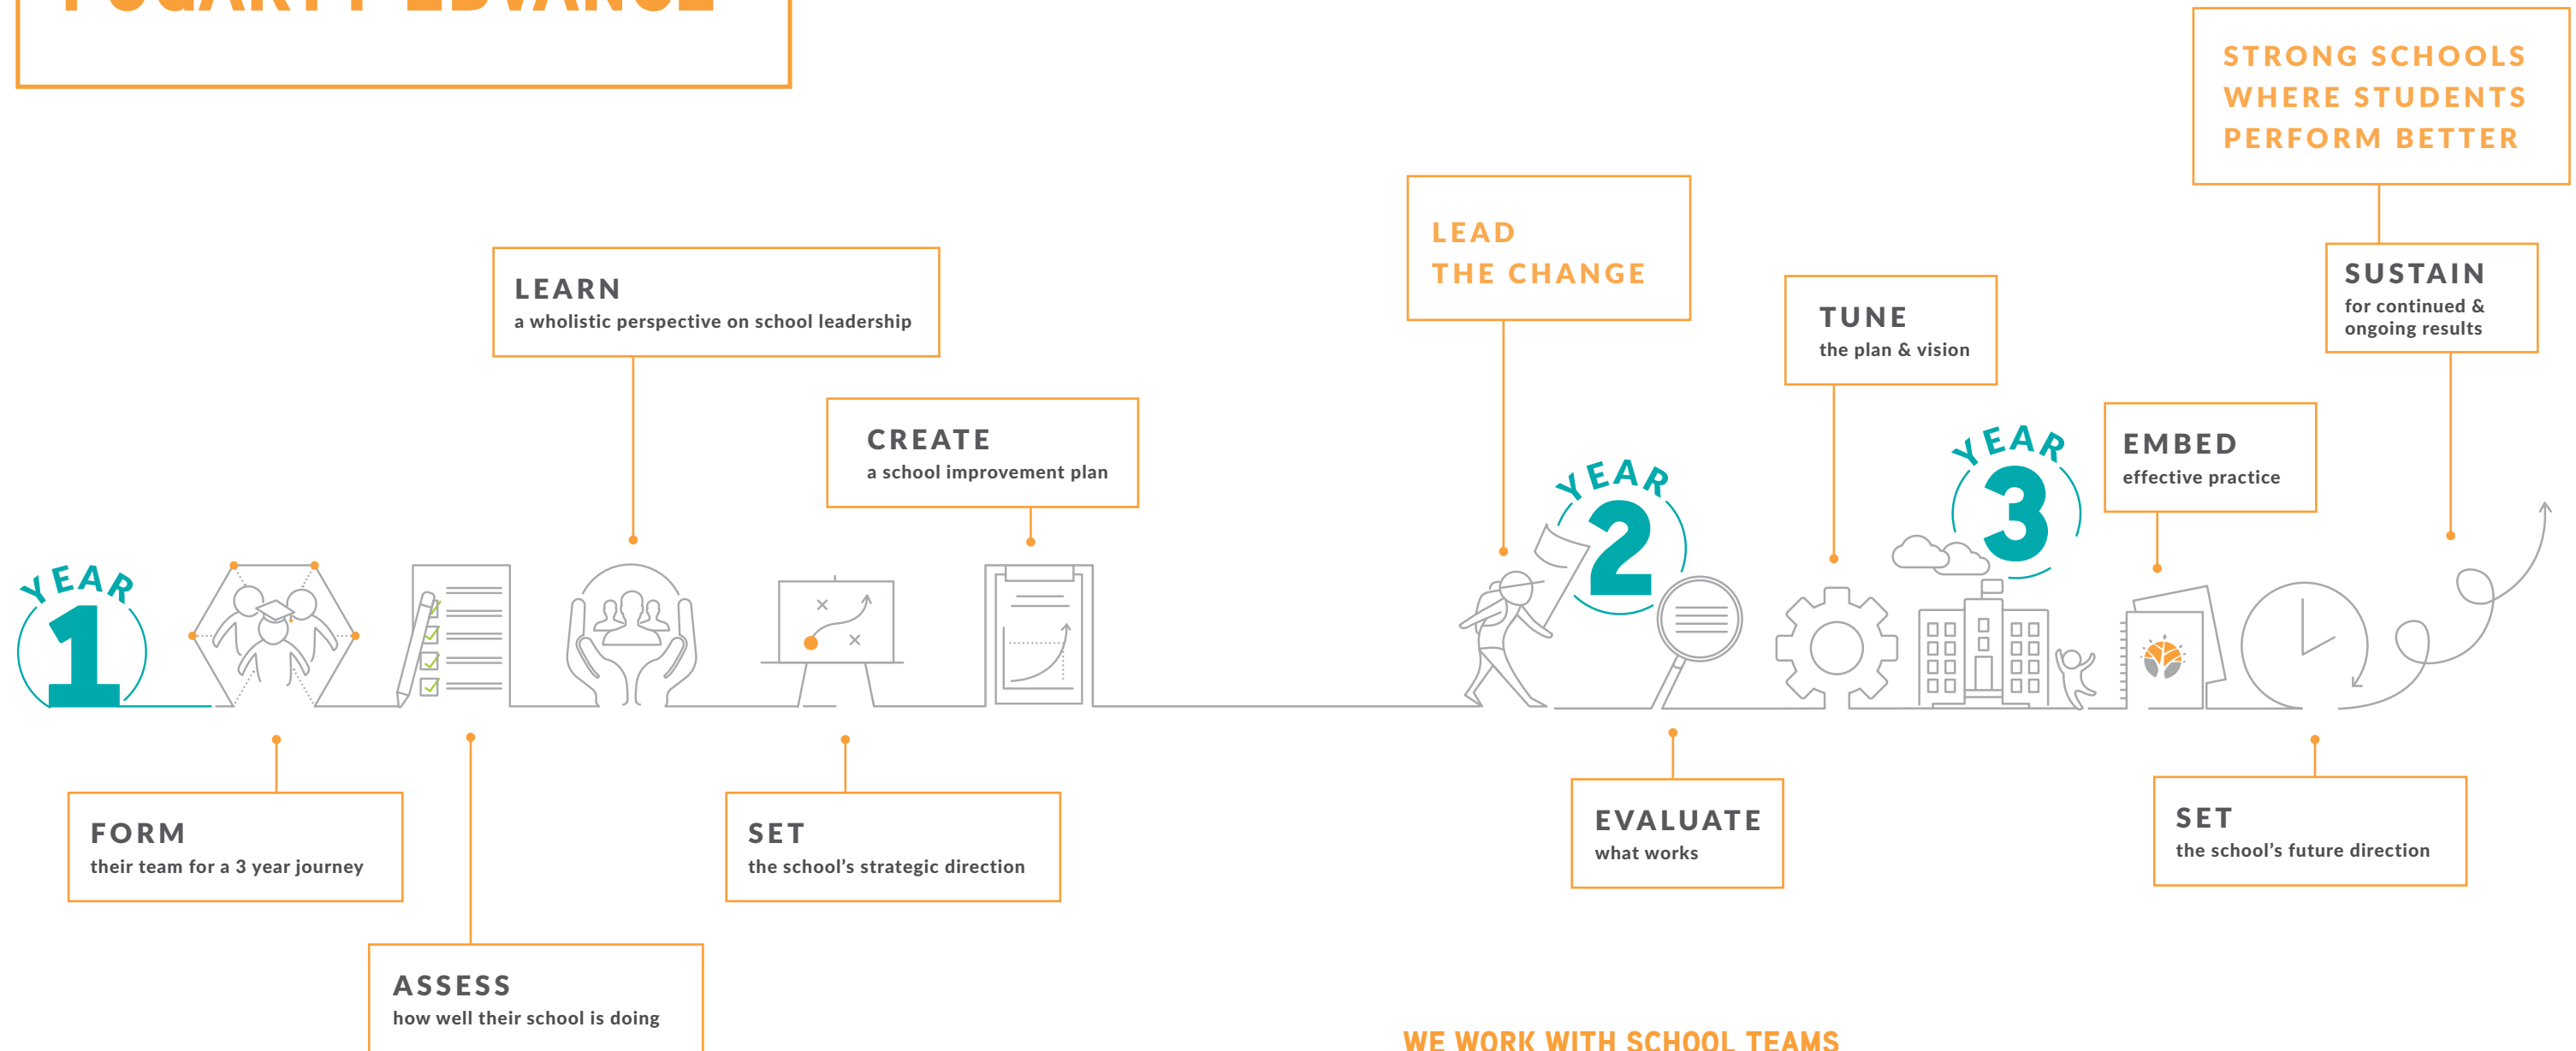 FOGARTY EDVANCE
STRONG SCHOOLS
WHERE STUDENTS
PERFORM BETTER
LEAD
THE CHANGE
LEARN
a wholistic perspective on school leadership
SUSTAIN
for continued &
ongoing results
TUNE
the plan & vision
CREATE
a school improvement plan
EMBED
effective practice
YEAR
1
YEAR
2
YEAR
3
FORM
their team for a 3 year journey
SET
the school’s strategic direction
EVALUATE
what works
SET
the school’s future direction
ASSESS
how well their school is doing
WE WORK WITH SCHOOL TEAMS